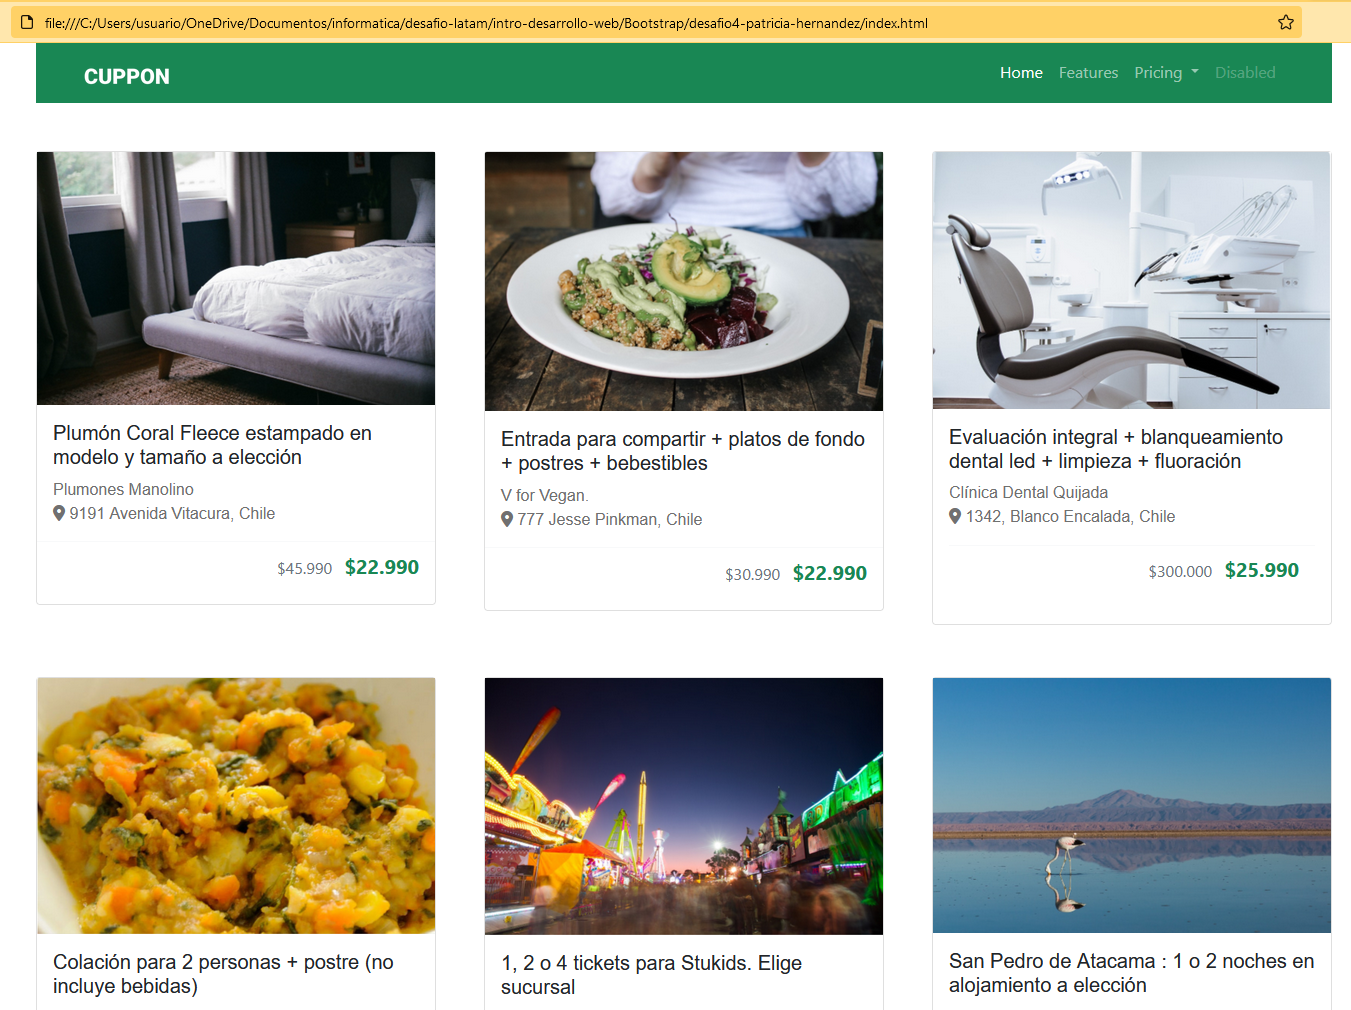 file:///C:/Users/usuario/OneDrive/Documentos/informatica/desafio-latam/intro-desarrollo-web/Bootstrap/desafio4-patricia-hernandez/index.html
CUPPON
Home Features Pricing Disabled
Plumón Coral Fleece estampado en
modelo y tamaño a elección
Plumones Manolino
9191 Avenida Vitacura, Chile
$45.990 $22.990
Entrada para compartir + platos de fondo
+ postres + bebestibles
V for Vegan.
777 Jesse Pinkman, Chile
$30.990 $22.990
Evaluación integral + blanqueamiento
dental led + limpieza + fluoración
Clínica Dental Quijada
1342, Blanco Encalada, Chile
$300.000 $25.990
Colación para 2 personas + postre (no
incluye bebidas)
1, 2 o 4 tickets para Stukids. Elige
sucursal
San Pedro de Atacama : 1 o 2 noches en
alojamiento a elección